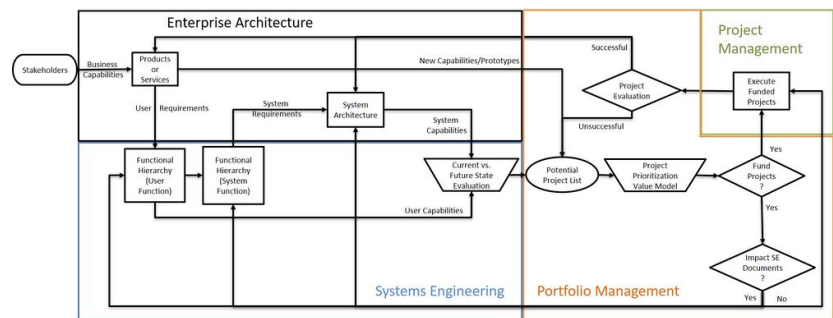 Enterprise Architecture
Project
Management
Stakeholders
Business
Capabilities
Products
or
Services
New Capabilities/Prototypes
Successful
Project
Evaluation
Execute
Funded
Projects
User
Requirements
System
Requirements
System
Architecture
System
Capabilities
Unsuccessful
Functional
Hierarchy
(User
Function)
Functional
Hierarchy
(System
Function)
Current vs.
Future State
Evaluation
Potential
Project List
Project
Prioritization
Value Model
Yes
Fund
Projects
?
User Capabilities
Yes
Impact SE
Documents
?
Systems Engineering
Portfolio Management
Yes
No